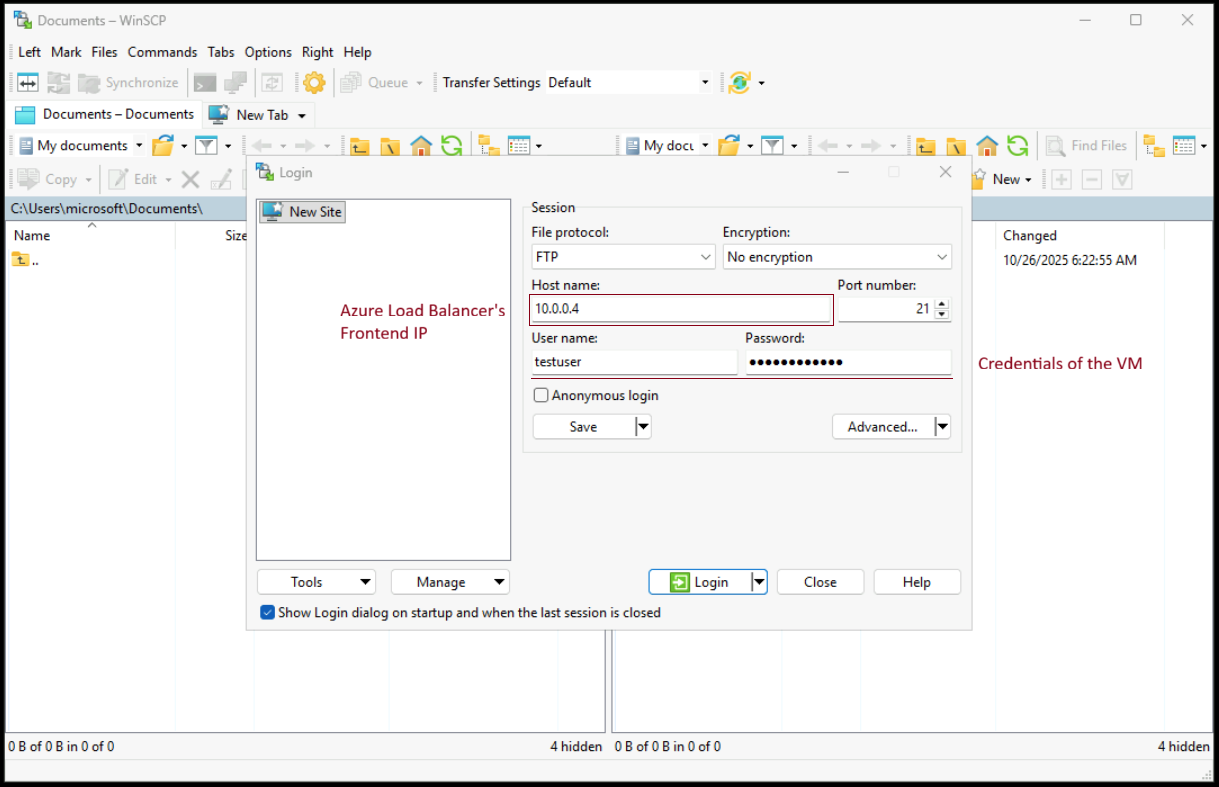 Documents – WinSCP
Left Mark Files Commands Tabs Options Right Help
Synchronize Queue Transfer Settings Default
Documents – Documents New Tab
My documents
My docu Find Files
Copy Edit New
C:\Users\microsoft\Documents\
Name Size
..
Changed
10/26/2025 6:22:55 AM
Login
New Site
Session
File protocol: Encryption:
FTP No encryption
Host name: Port number:
10.0.0.4 21
Azure Load Balancer's
Frontend IP
User name: Password:
testuser ●●●●●●●●●●●●
Credentials of the VM
Anonymous login
Save Advanced...
Tools Manage Login Close Help
Show Login dialog on startup and when the last session is closed
0 B of 0 B in 0 of 0 4 hidden 0 B of 0 B in 0 of 0 4 hidden